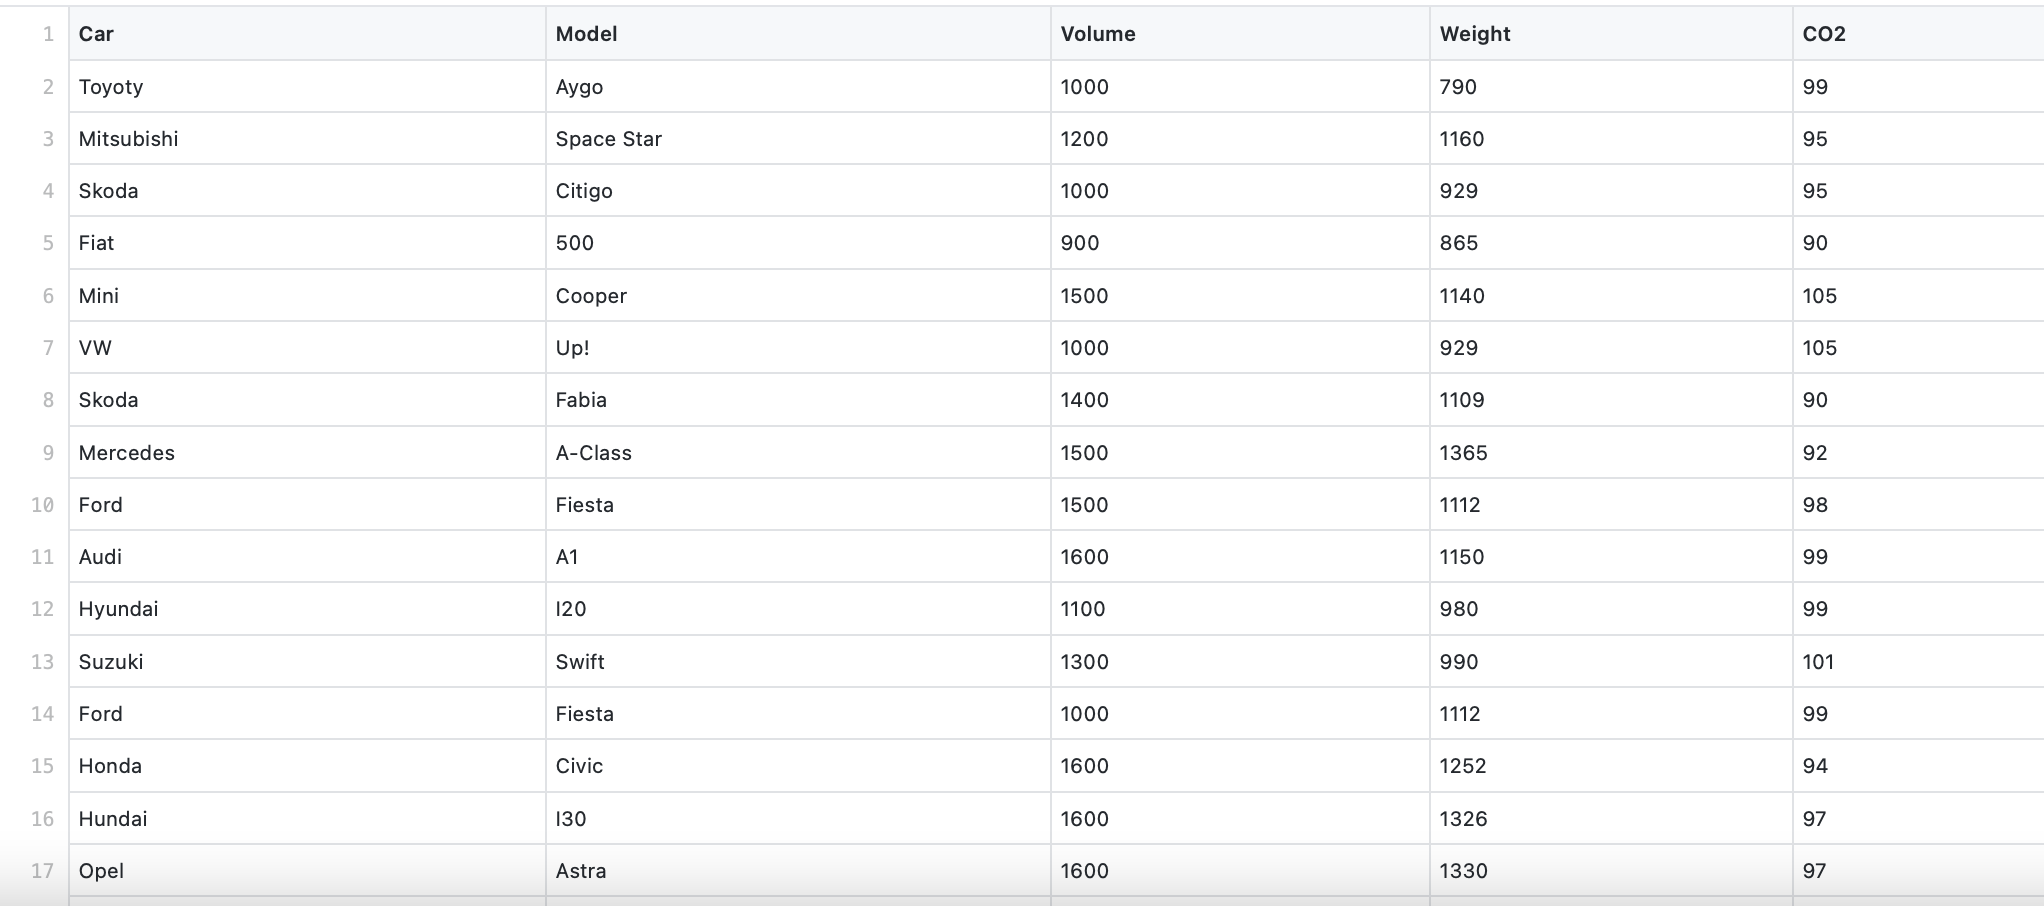 1 Car Model Volume Weight CO2
2 Toyoty Aygo 1000 790 99
3 Mitsubishi Space Star 1200 1160 95
4 Skoda Citigo 1000 929 95
5 Fiat 500 900 865 90
6 Mini Cooper 1500 1140 105
7 VW Up! 1000 929 105
8 Skoda Fabia 1400 1109 90
9 Mercedes A-Class 1500 1365 92
10 Ford Fiesta 1500 1112 98
11 Audi A1 1600 1150 99
12 Hyundai I20 1100 980 99
13 Suzuki Swift 1300 990 101
14 Ford Fiesta 1000 1112 99
15 Honda Civic 1600 1252 94
16 Hundai I30 1600 1326 97
17 Opel Astra 1600 1330 97